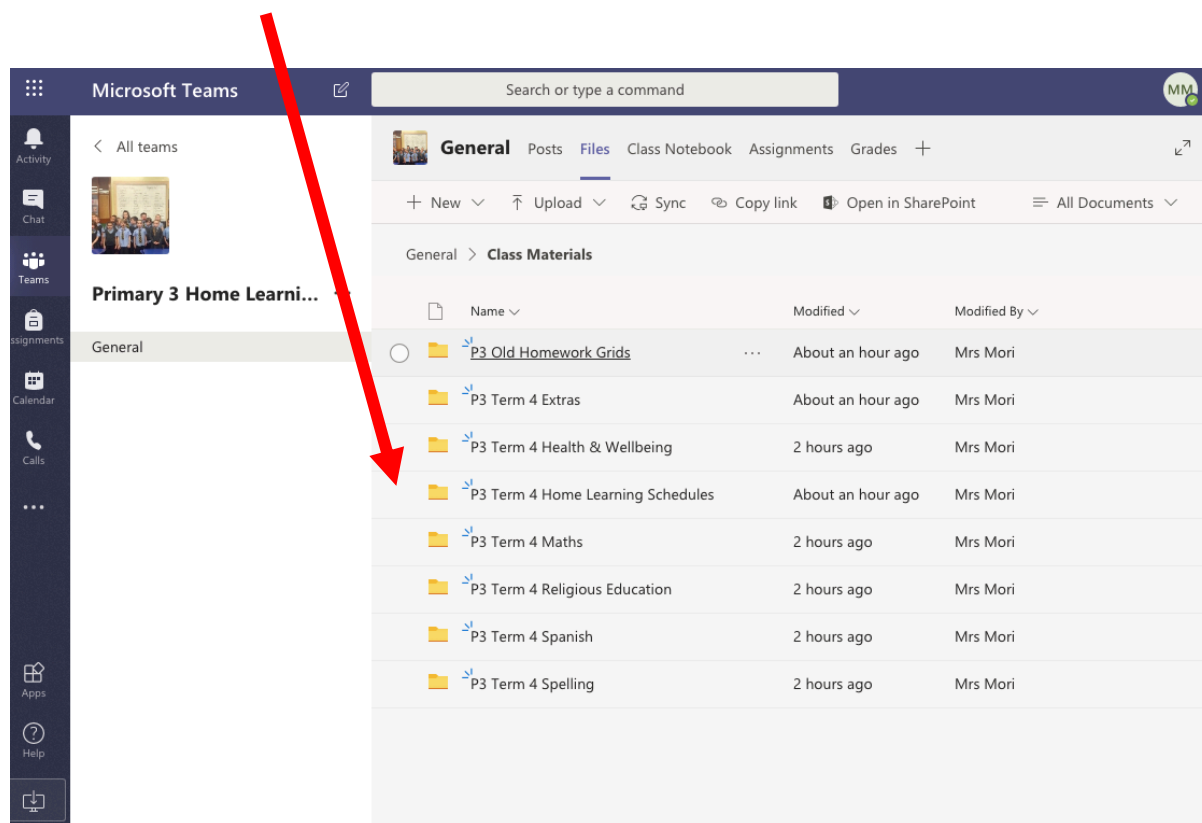 Microsoft Teams
Search or type a command
MM
Activity
Chat
Teams
ssignments
Calendar
Calls
Apps
Help
All teams
Primary 3 Home Learni...
General
General Posts Files Class Notebook Assignments Grades
New Upload Sync Copy link Open in SharePoint All Documents
General > Class Materials
Name Modified Modified By
P3 Old Homework Grids ... About an hour ago Mrs Mori
P3 Term 4 Extras About an hour ago Mrs Mori
P3 Term 4 Health & Wellbeing 2 hours ago Mrs Mori
P3 Term 4 Home Learning Schedules About an hour ago Mrs Mori
P3 Term 4 Maths 2 hours ago Mrs Mori
P3 Term 4 Religious Education 2 hours ago Mrs Mori
P3 Term 4 Spanish 2 hours ago Mrs Mori
P3 Term 4 Spelling 2 hours ago Mrs Mori